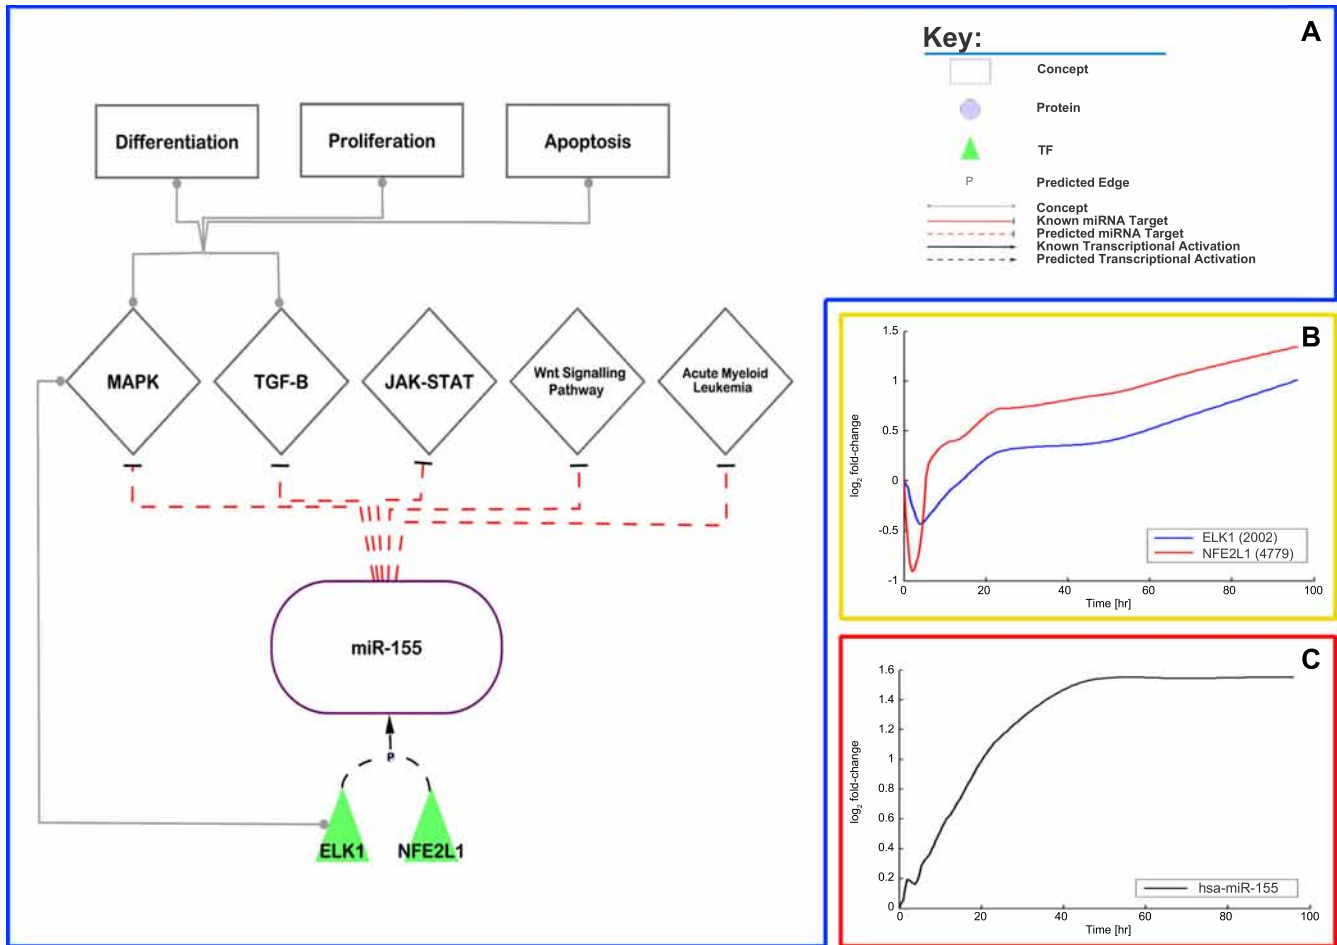 A
Key:
Concept
Protein
TF
P
Predicted Edge
Concept
Known miRNA Target
Predicted miRNA Target
Known Transcriptional Activation
Predicted Transcriptional Activation
Differentiation
Proliferation
Apoptosis
MAPK
TGF-B
JAK-STAT
Wnt Signalling
Pathway
Acute Myeloid
Leukemia
miR-155
P
ELK1
NFE2L1
B
1.5
1
0.5
0
-0.5
-1
log2 fold-change
0
20
40
60
80
100
Time [hr]
ELK1 (2002)
NFE2L1 (4779)
C
1.6
1.4
1.2
1
0.8
0.6
0.4
0.2
0
log2 fold-change
0
20
40
60
80
100
Time [hr]
hsa-miR-155